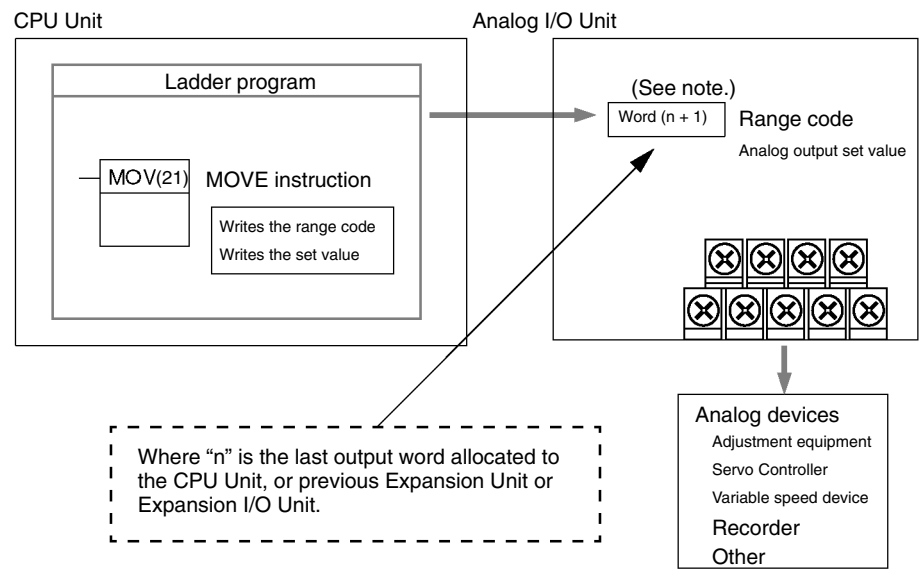 CPU Unit
Analog I/O Unit
Ladder program
(See note.)
Word (n + 1)
Range code
Analog output set value
MOV(21)
MOVE instruction
Writes the range code
Writes the set value
Where “n” is the last output word allocated to
the CPU Unit, or previous Expansion Unit or
Expansion I/O Unit.
Analog devices
Adjustment equipment
Servo Controller
Variable speed device
Recorder
Other